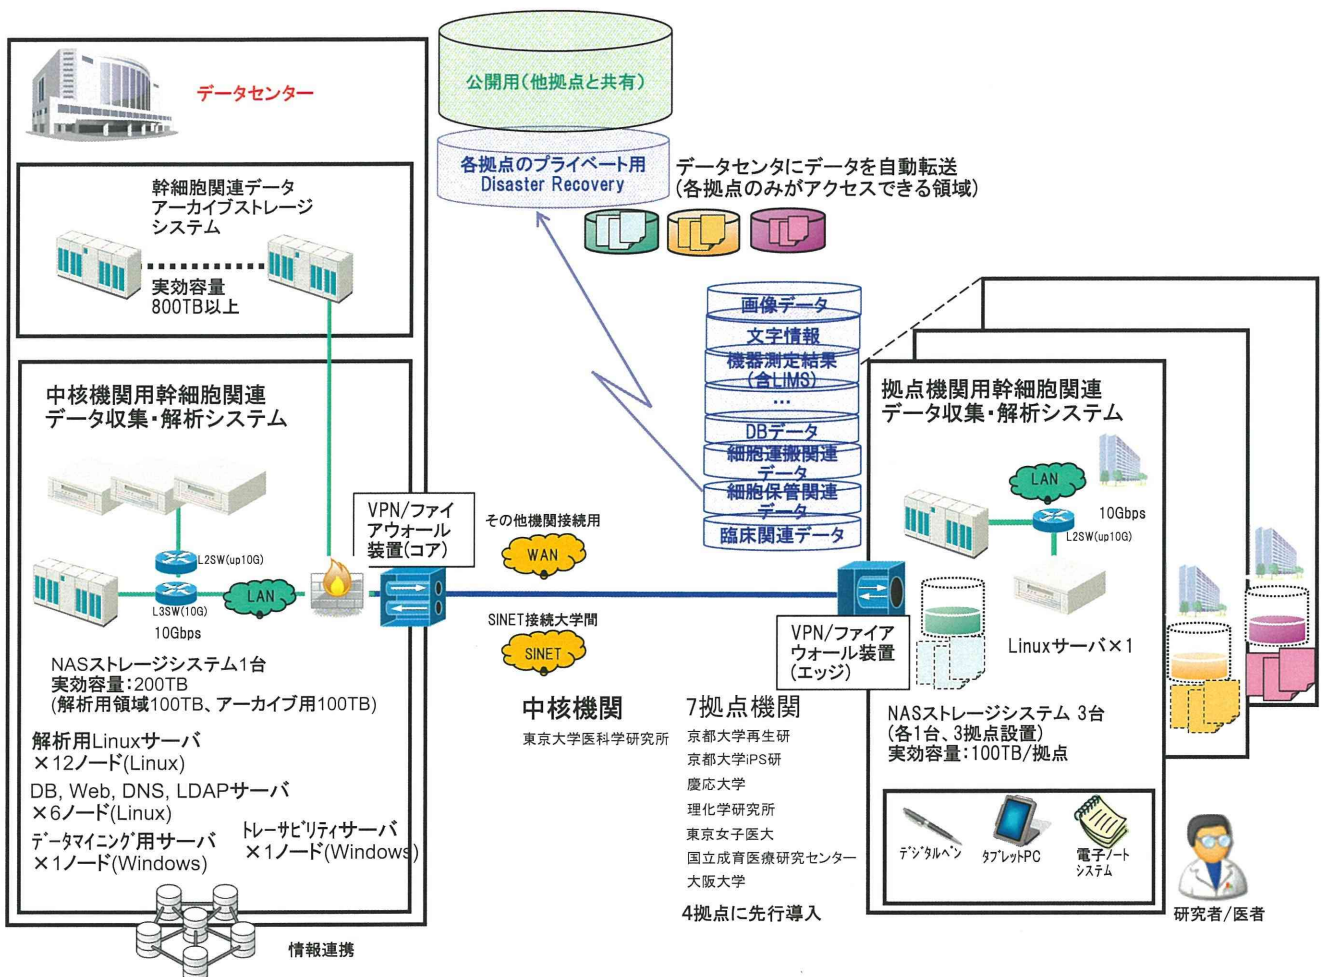 データセンター
幹細胞関連データ
アーカイブストレージ
システム
実効容量
800TB以上
中核機関用幹細胞関連
データ収集・解析システム
L2SW(up10G)
L3SW(10G)
LAN
10Gbps
NASストレージシステム1台
実効容量：200TB
(解析用領域100TB、アーカイブ用100TB)
解析用Linuxサーバ
×12ノード(Linux)
DB, Web, DNS, LDAPサーバ
×6ノード(Linux)
データマイニング用サーバ
×1ノード(Windows)
トレーサビリティサーバ
×1ノード(Windows)
情報連携
公開用(他拠点と共有)
各拠点のプライベート用
Disaster Recovery
データセンタにデータを自動転送
(各拠点のみがアクセスできる領域)
画像データ
文字情報
機器測定結果
(含LIMS)
…
DBデータ
細胞運搬関連
データ
細胞保管関連
データ
臨床関連データ
VPN/ファイ
アウォール
装置(コア)
その他機関接続用
WAN
SINET接続大学間
SINET
VPN/ファイア
ウォール装置
(エッジ)
中核機関
東京大学医科学研究所
7拠点機関
京都大学再生研
京都大学iPS研
慶応大学
理化学研究所
東京女子医大
国立成育医療研究センター
大阪大学
4拠点に先行導入
拠点機関用幹細胞関連
データ収集・解析システム
LAN
10Gbps
L2SW(up10G)
Linuxサーバ×1
NASストレージシステム 3台
(各1台、3拠点設置)
実効容量：100TB/拠点
デジタルペン
タブレットPC
電子ノート
システム
研究者/医者